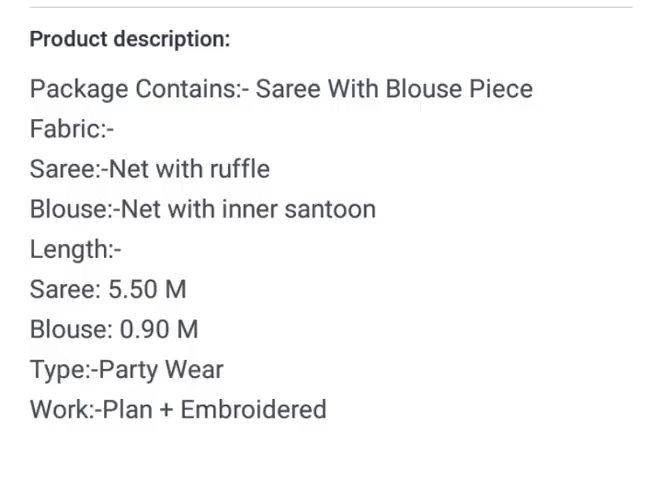 Product description:
Package Contains:- Saree With Blouse Piece
Fabric:-
Saree:-Net with ruffle
Blouse:-Net with inner santoon
Length:-
Saree: 5.50 M
Blouse: 0.90 M
Type:-Party Wear
Work:-Plan + Embroidered